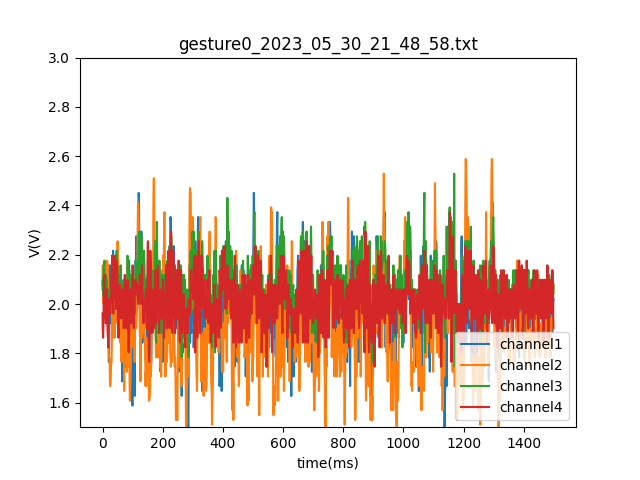 gesture0_2023_05_30_21_48_58.txt
3.0
2.8
2.6
2.4
2.2
2.0
1.8
1.6
V(V)
channel1
channel2
channel3
channel4
0 200 400 600 800 1000 1200 1400
time(ms)